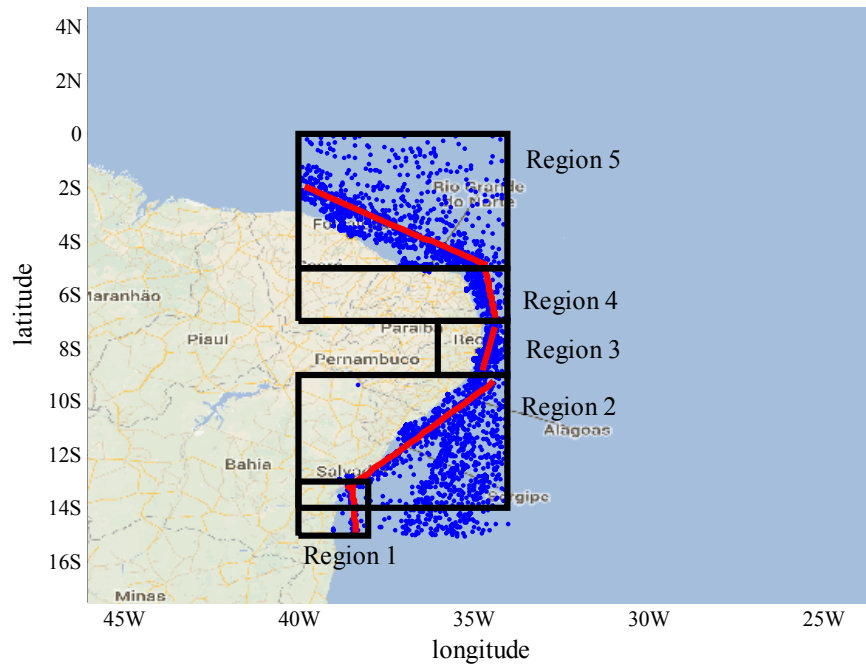 4N
2N
0
2S
4S
6S
8S
10S
12S
14S
16S
latitude
Region 5
Rio Grande
do Norte
Region 4
Maranhão
Paraíba
Piauí
Region 3
Pernambuco
Region 2
Alagoas
Bahia
Region 1
Minas
45W 40W 35W 30W 25W
longitude